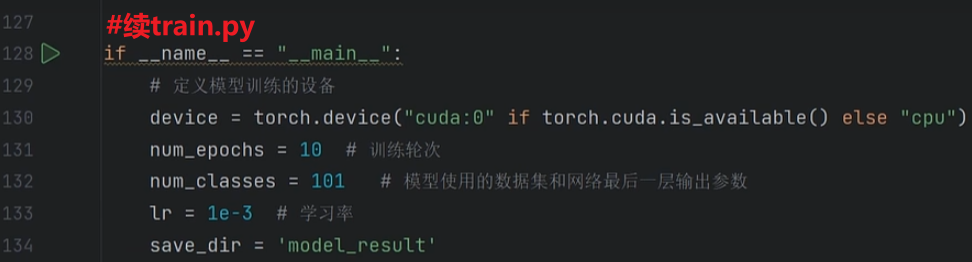 127 #续train.py
128 if __name__ == "__main__":
129 # 定义模型训练的设备
130 device = torch.device("cuda:0" if torch.cuda.is_available() else "cpu")
131 num_epochs = 10 # 训练轮次
132 num_classes = 101 # 模型使用的数据集和网络最后一层输出参数
133 lr = 1e-3 # 学习率
134 save_dir = 'model_result'